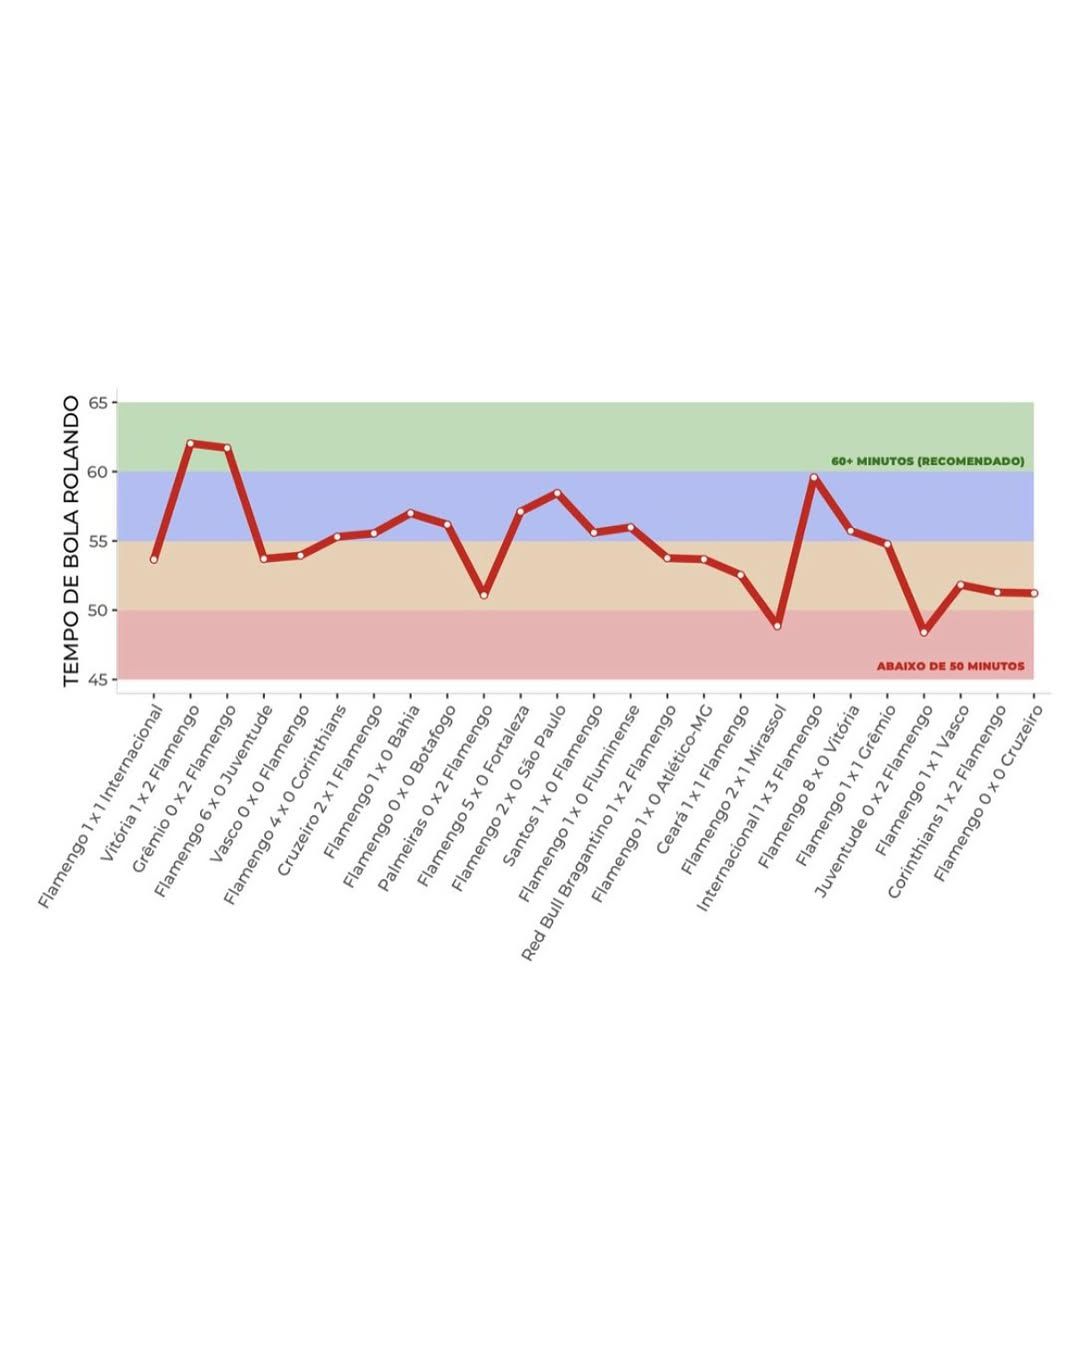 TEMPO DE BOLA ROLANDO
65
60
55
50
45
60+ MINUTOS (RECOMENDADO)
ABAIXO DE 50 MINUTOS
Flamengo 1 x 1 Internacional
Vitória 1 x 2 Flamengo
Grêmio 0 x 2 Flamengo
Flamengo 6 x 0 Juventude
Vasco 0 x 0 Flamengo
Flamengo 4 x 0 Corinthians
Cruzeiro 2 x 1 Flamengo
Flamengo 1 x 0 Bahia
Flamengo 0 x 0 Botafogo
Palmeiras 0 x 2 Flamengo
Flamengo 5 x 0 Fortaleza
Flamengo 2 x 0 São Paulo
Santos 1 x 0 Flamengo
Flamengo 1 x 0 Fluminense
Red Bull Bragantino 1 x 2 Flamengo
Flamengo 1 x 0 Atlético-MG
Ceará 1 x 1 Flamengo
Flamengo 2 x 1 Mirassol
Internacional 1 x 3 Flamengo
Flamengo 8 x 0 Vitória
Flamengo 1 x 1 Grêmio
Juventude 0 x 2 Flamengo
Flamengo 1 x 1 Vasco
Corinthians 1 x 2 Flamengo
Flamengo 0 x 0 Cruzeiro